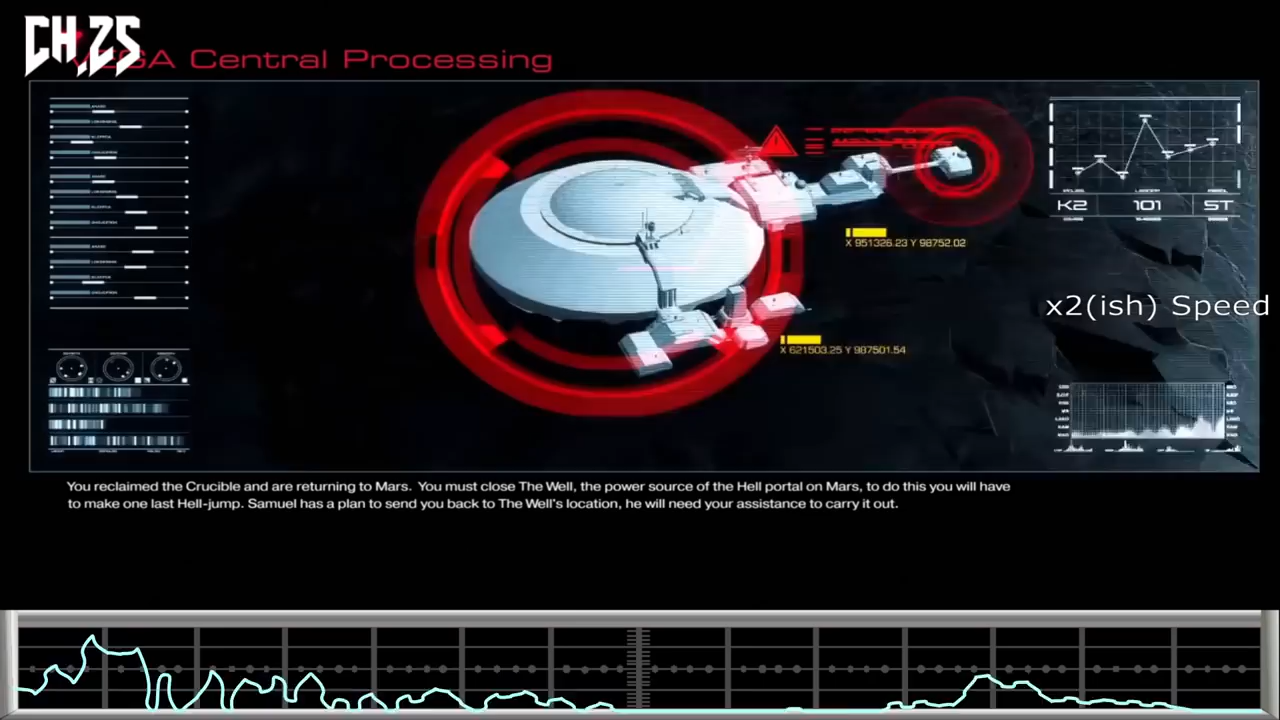 CH.25
VEGA Central Processing
X 951326.23 Y 98752.02
K2 101 ST
x2(ish) Speed
X 621503.25 Y 987501.54
You reclaimed the Crucible and are returning to Mars. You must close The Well, the power source of the Hell portal on Mars, to do this you will have
to make one last Hell-jump. Samuel has a plan to send you back to The Well's location, he will need your assistance to carry it out.